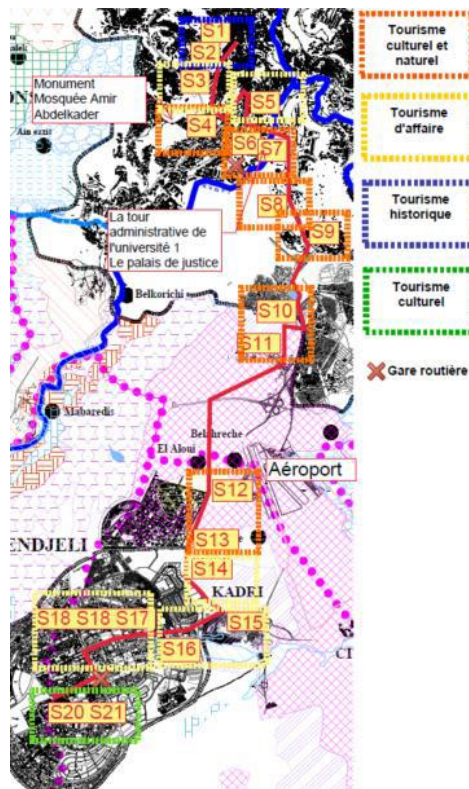 S1
S2
S3
Monument
Mosquée Amir
Abdelkader
S5
S4
Ain ezzit
S6
S7
S8
La tour
administrative de
l'université 1
Le palais de justice
S9
Belkorichi
S10
S11
Mabaredis
Belahreche
El Aloui
Aéroport
S12
S13
ENDJELI
S14
KADRI
S18 S18 S17
S15
S16
S20 S21
Tourisme
culturel et
naturel
Tourisme
d'affaire
Tourisme
historique
Tourisme
culturel
Gare routière